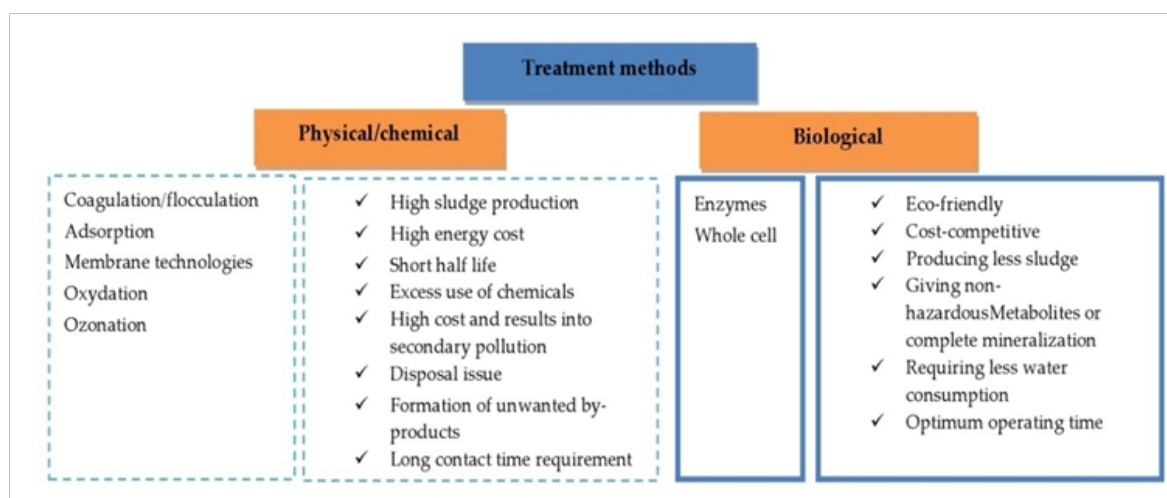 Treatment methods
Physical/chemical
Coagulation/flocculation
Adsorption
Membrane technologies
Oxydation
Ozonation
✓ High sludge production
✓ High energy cost
✓ Short half life
✓ Excess use of chemicals
✓ High cost and results into
secondary pollution
✓ Disposal issue
✓ Formation of unwanted by-
products
✓ Long contact time requirement
Biological
Enzymes
Whole cell
✓ Eco-friendly
✓ Cost-competitive
✓ Producing less sludge
✓ Giving non-
hazardousMetabolites or
complete mineralization
✓ Requiring less water
consumption
✓ Optimum operating time